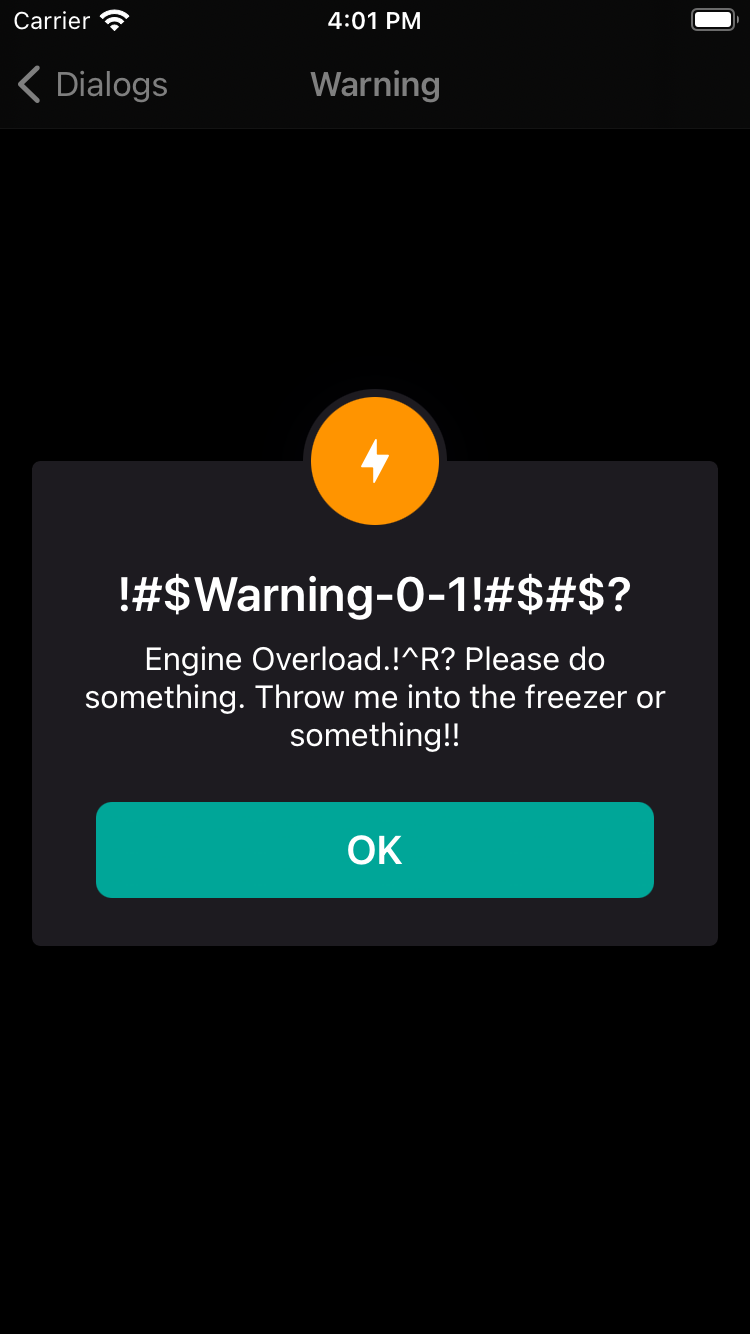 Carrier 4:01 PM
Dialogs Warning
!#$Warning-0-1!#$#$?
Engine Overload.!^R? Please do
something. Throw me into the freezer or
something!!
OK